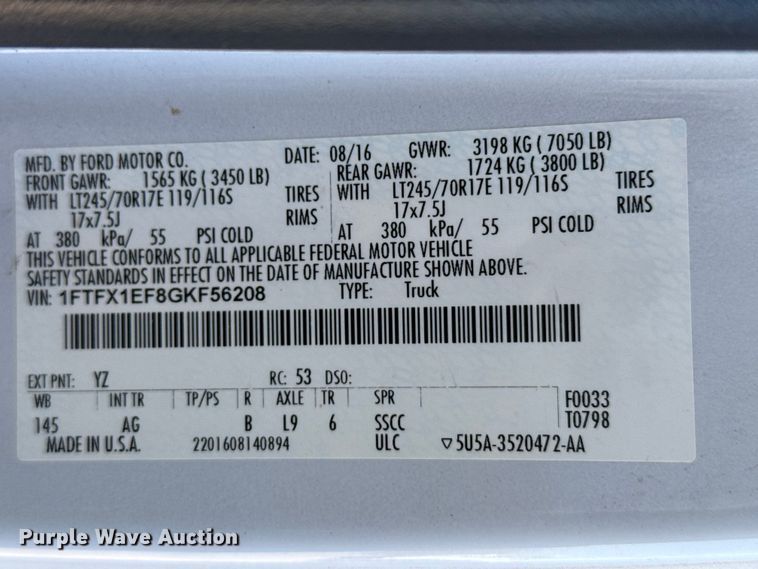 MFD. BY FORD MOTOR CO. DATE: 08/16 GVWR: 3198 KG ( 7050 LB)
FRONT GAWR: 1565 KG ( 3450 LB) REAR GAWR: 1724 KG ( 3800 LB)
WITH LT245/70R17E 119/116S TIRES WITH LT245/70R17E 119/116S TIRES
17x7.5J RIMS 17x7.5J RIMS
AT 380 kPa/ 55 PSI COLD AT 380 kPa/ 55 PSI COLD
THIS VEHICLE CONFORMS TO ALL APPLICABLE FEDERAL MOTOR VEHICLE
SAFETY STANDARDS IN EFFECT ON THE DATE OF MANUFACTURE SHOWN ABOVE.
VIN: 1FTFX1EF8GKF56208 TYPE: Truck
EXT PNT: YZ RC: 53 DSO:
WB INT TR TP/PS R AXLE TR SPR F0033
145 AG B L9 6 SSCC T0798
MADE IN U.S.A. 2201608140894 ULC ▽5U5A-3520472-AA
Purple Wave Auction